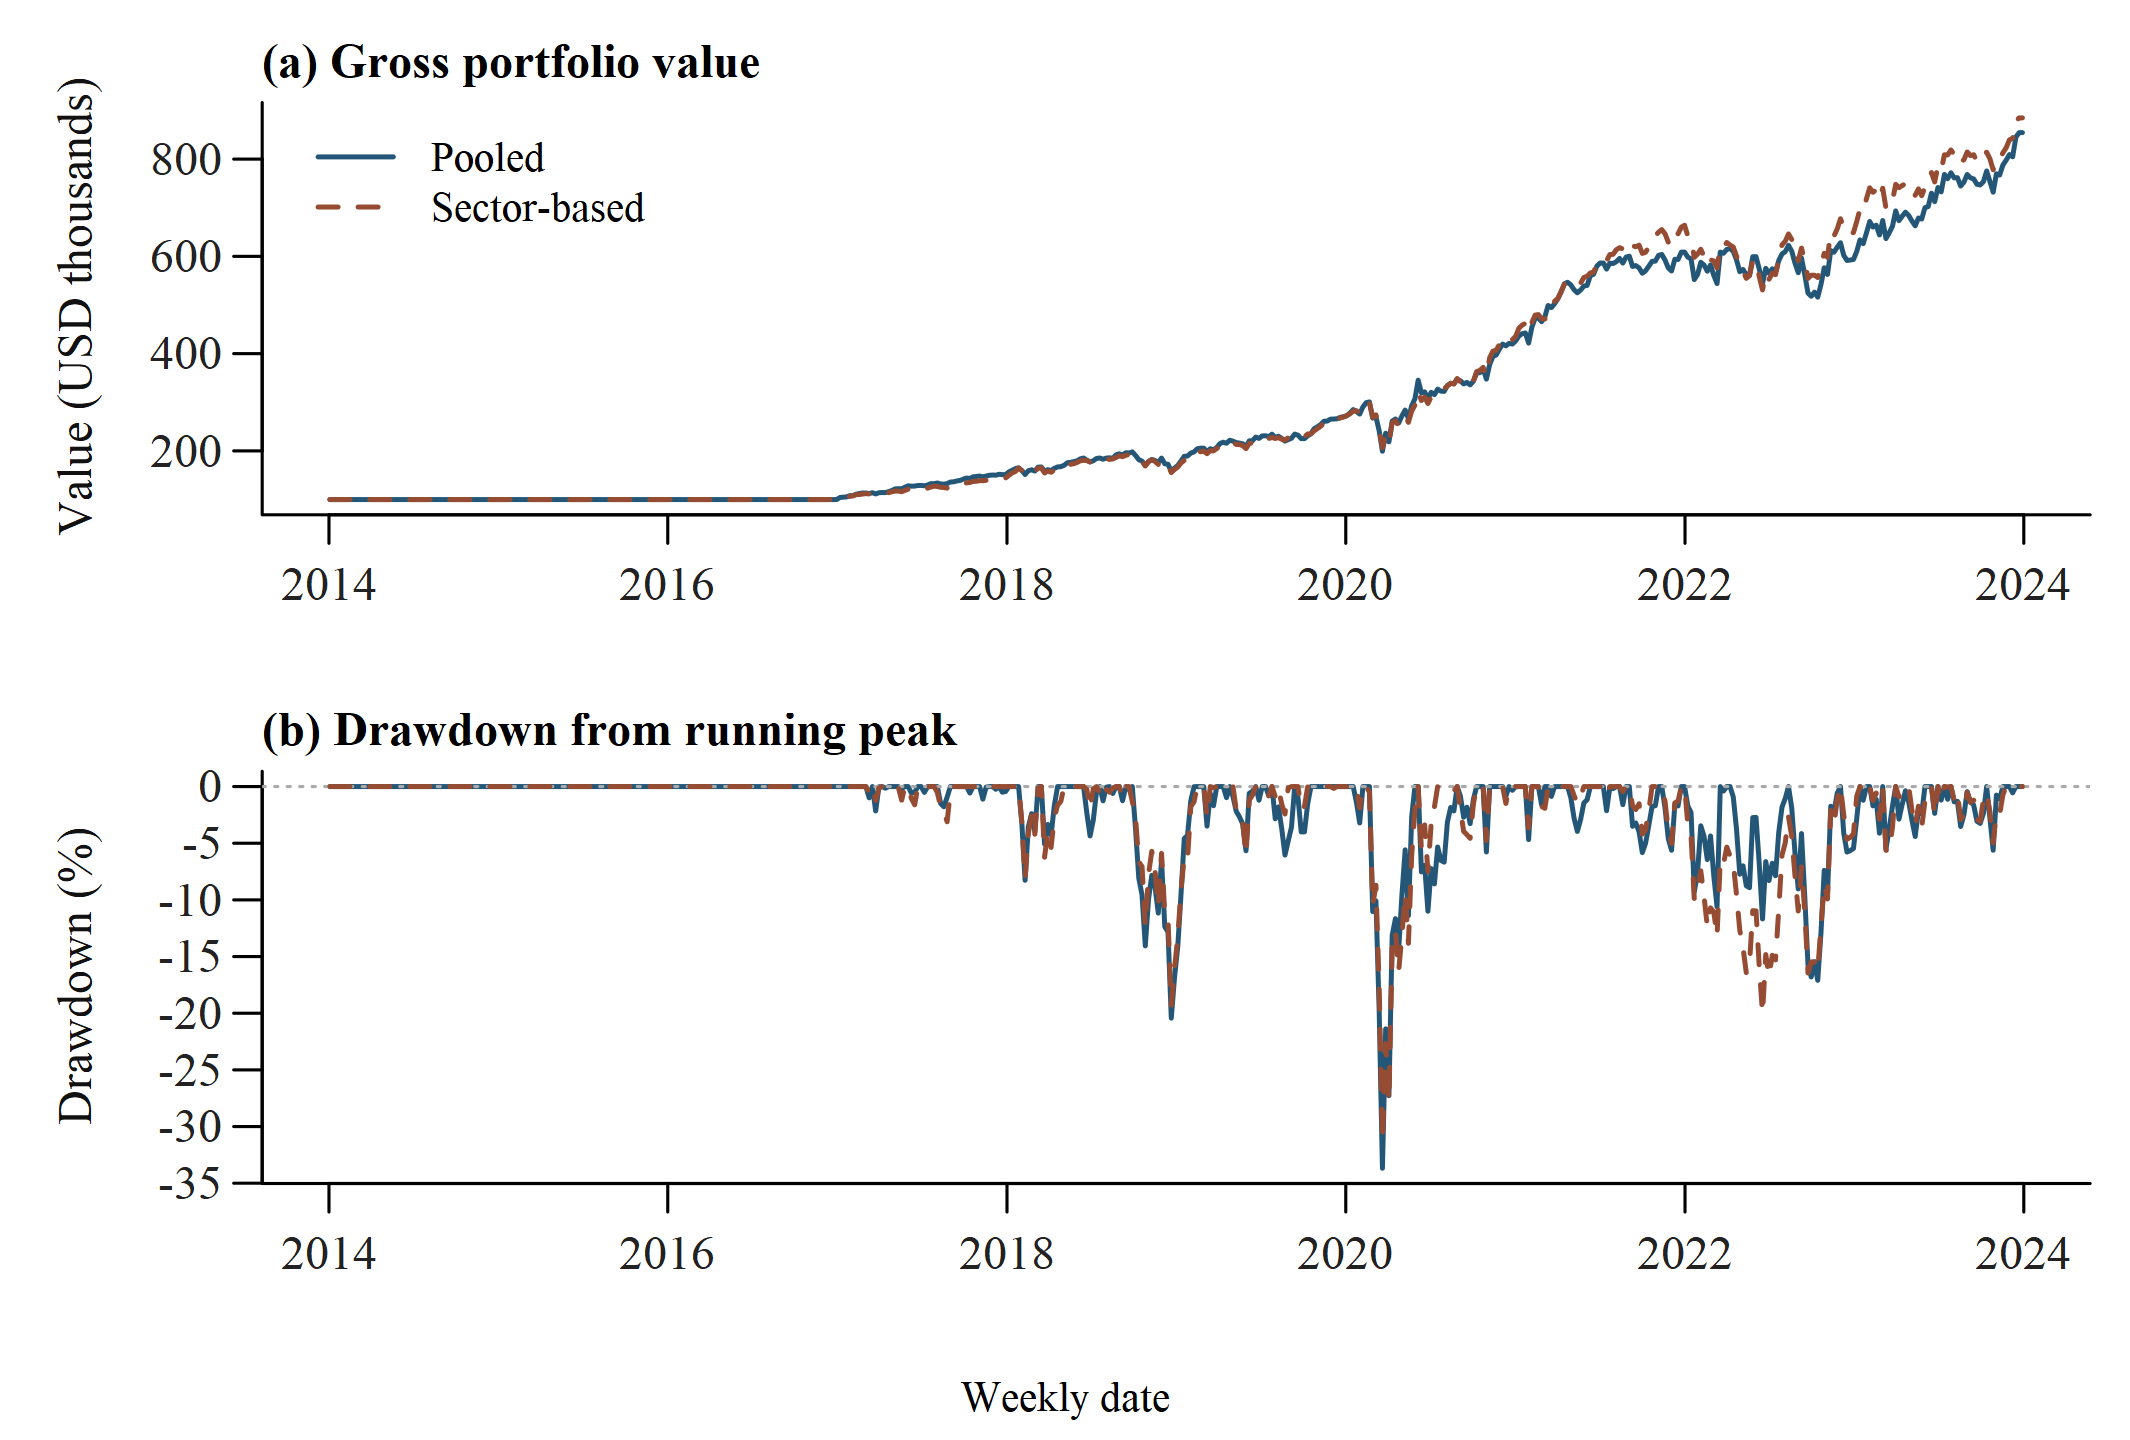 (a) Gross portfolio value
Value (USD thousands)
800
600
400
200
Pooled
Sector-based
2014 2016 2018 2020 2022 2024
(b) Drawdown from running peak
Drawdown (%)
0
-5
-10
-15
-20
-25
-30
-35
2014 2016 2018 2020 2022 2024
Weekly date